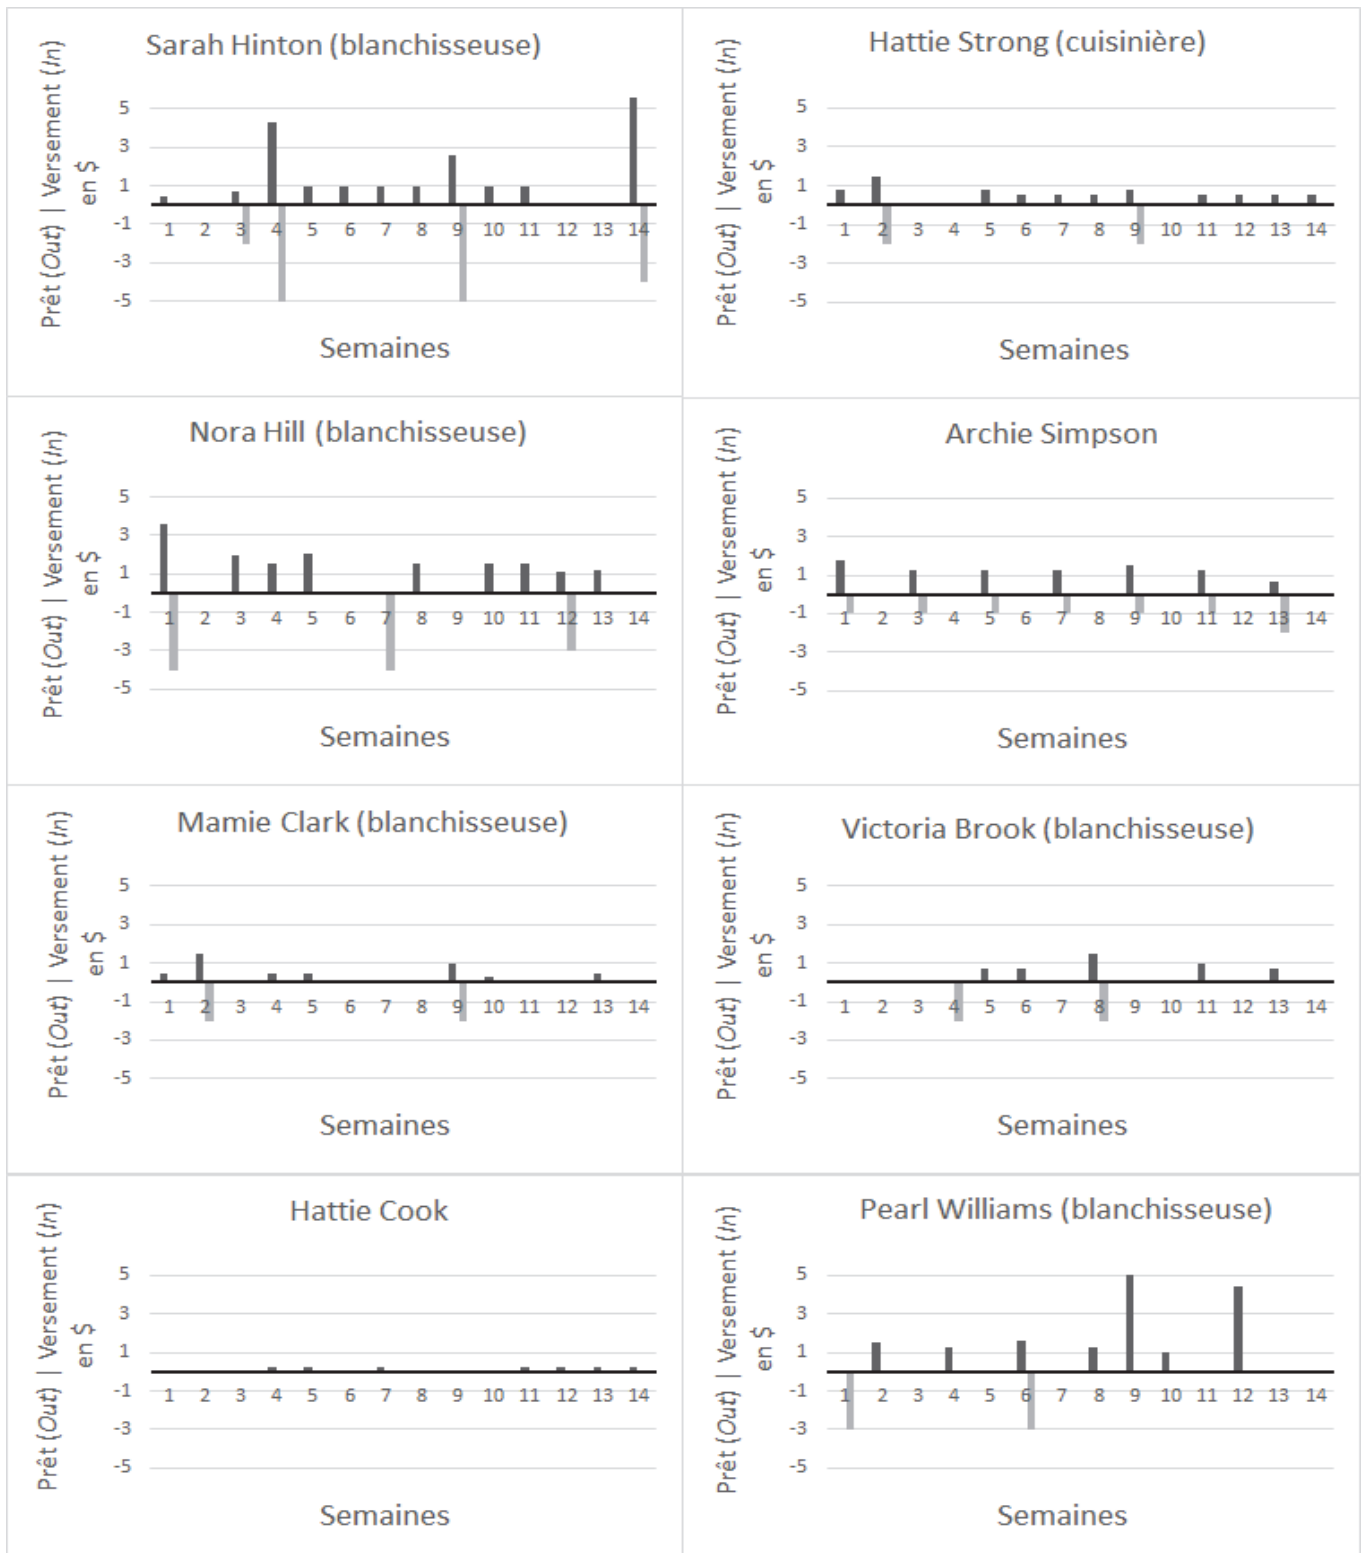 Sarah Hinton (blanchisseuse)
Prêt (Out) | Versement (In)
en $
5
3
1
-1
-3
-5
1 2 3 4 5 6 7 8 9 10 11 12 13 14
Semaines
Hattie Strong (cuisinière)
Prêt (Out) | Versement (In)
en $
5
3
1
-1
-3
-5
1 2 3 4 5 6 7 8 9 10 11 12 13 14
Semaines
Nora Hill (blanchisseuse)
Prêt (Out) | Versement (In)
en $
5
3
1
-1
-3
-5
1 2 3 4 5 6 7 8 9 10 11 12 13 14
Semaines
Archie Simpson
Prêt (Out) | Versement (In)
en $
5
3
1
-1
-3
-5
1 2 3 4 5 6 7 8 9 10 11 12 13 14
Semaines
Mamie Clark (blanchisseuse)
Prêt (Out) | Versement (In)
en $
5
3
1
-1
-3
-5
1 2 3 4 5 6 7 8 9 10 11 12 13 14
Semaines
Victoria Brook (blanchisseuse)
Prêt (Out) | Versement (In)
en $
5
3
1
-1
-3
-5
1 2 3 4 5 6 7 8 9 10 11 12 13 14
Semaines
Hattie Cook
Prêt (Out) | Versement (In)
en $
5
3
1
-1
-3
-5
1 2 3 4 5 6 7 8 9 10 11 12 13 14
Semaines
Pearl Williams (blanchisseuse)
Prêt (Out) | Versement (In)
en $
5
3
1
-1
-3
-5
1 2 3 4 5 6 7 8 9 10 11 12 13 14
Semaines